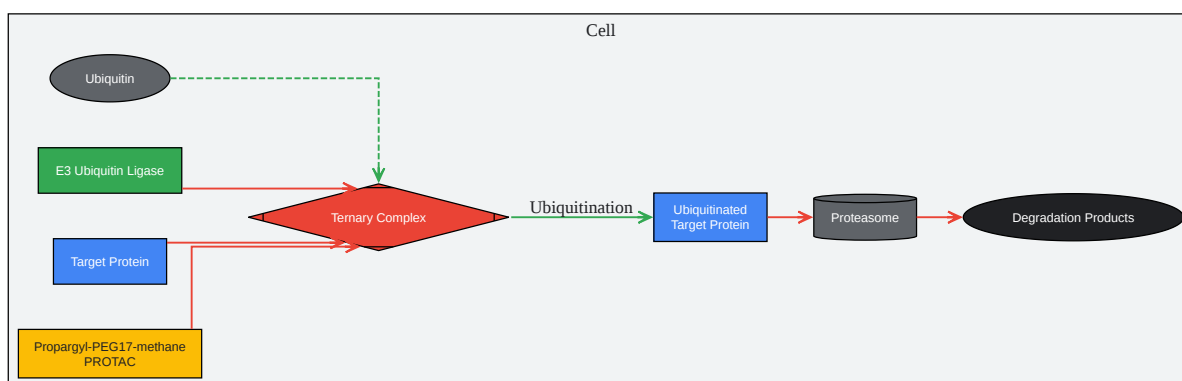 Cell
Ubiquitin
E3 Ubiquitin Ligase
Target Protein
Propargyl-PEG17-methane
PROTAC
Ternary Complex
Ubiquitination
Ubiquitinated
Target Protein
Proteasome
Degradation Products